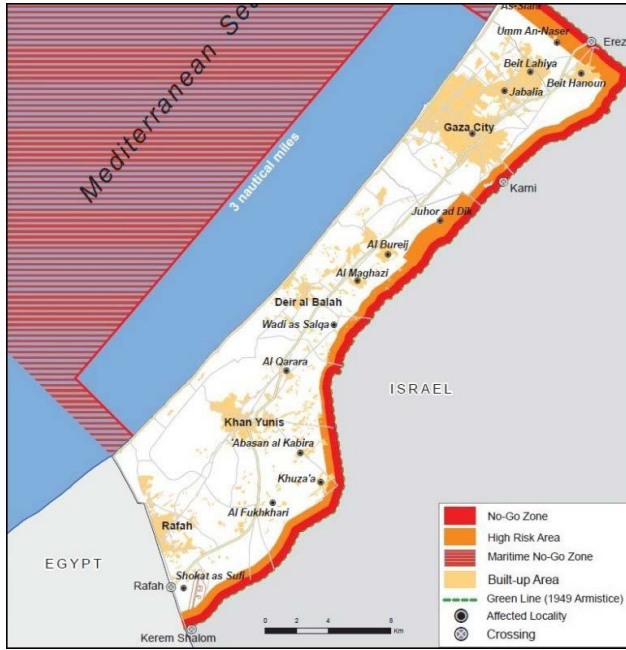 As-Siafa
Umm An-Naser
Erez
Mediterranean Sea
Beit Lahiya
Beit Hanoun
Jabalia
Gaza City
3 nautical miles
Karni
Juhor ad Dik
Al Bureij
Al Maghazi
Deir al Balah
Wadi as Salqa
Al Qarara
ISRAEL
Khan Yunis
'Abasan al Kabira
Khuza'a
Al Fukhkhari
Rafah
EGYPT
Rafah
Shokat as Sufi
Kerem Shalom
0 2 4 8
Km
No-Go Zone
High Risk Area
Maritime No-Go Zone
Built-up Area
Green Line (1949 Armistice)
Affected Locality
Crossing